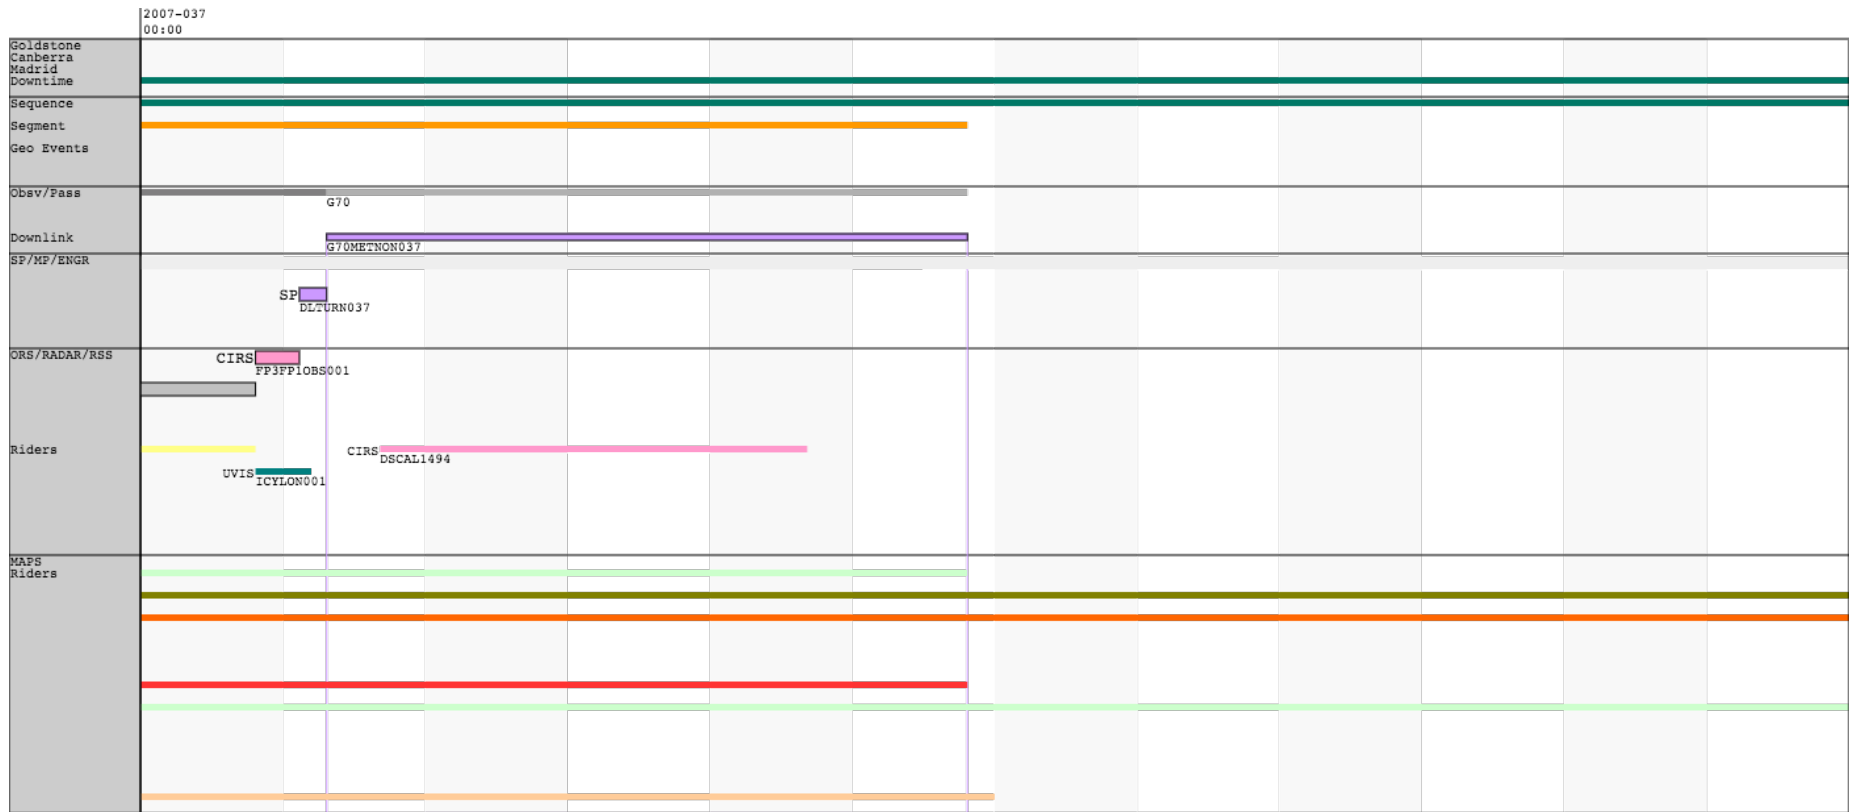 2007-037
00:00
Goldstone
Canberra
Madrid
Downtime
Sequence
Segment
Geo Events
Obsv/Pass
G70
Downlink
G70METNON037
SP/MP/ENGR
SP
DLTURN037
ORS/RADAR/RSS
CIRS
FP3FP1OBS001
Riders
CIRS
DSCAL1494
UVIS
ICYLON001
MAPS
Riders